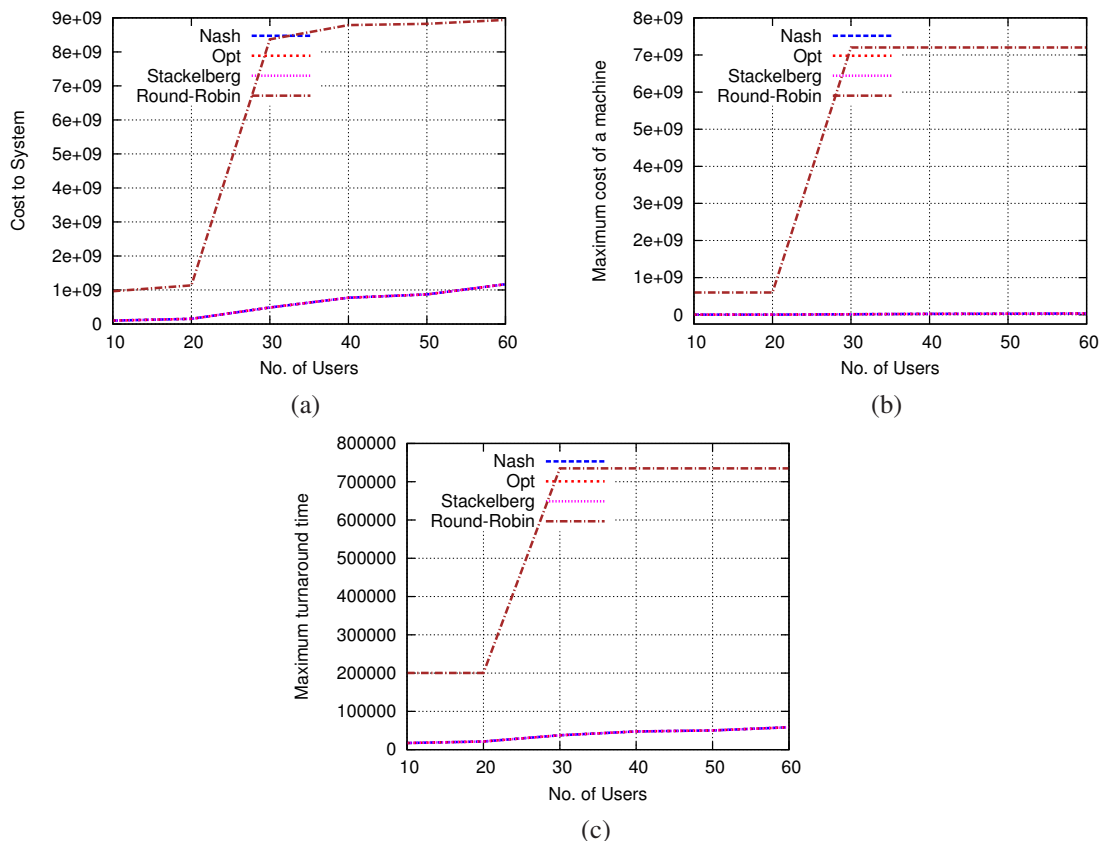 9e+09
8e+09
7e+09
6e+09
5e+09
4e+09
3e+09
2e+09
1e+09
0
Cost to System
Nash
Opt
Stackelberg
Round-Robin
10 20 30 40 50 60
No. of Users
(a)
8e+09
7e+09
6e+09
5e+09
4e+09
3e+09
2e+09
1e+09
0
Maximum cost of a machine
Nash
Opt
Stackelberg
Round-Robin
10 20 30 40 50 60
No. of Users
(b)
800000
700000
600000
500000
400000
300000
200000
100000
0
Maximum turnaround time
Nash
Opt
Stackelberg
Round-Robin
10 20 30 40 50 60
No. of Users
(c)